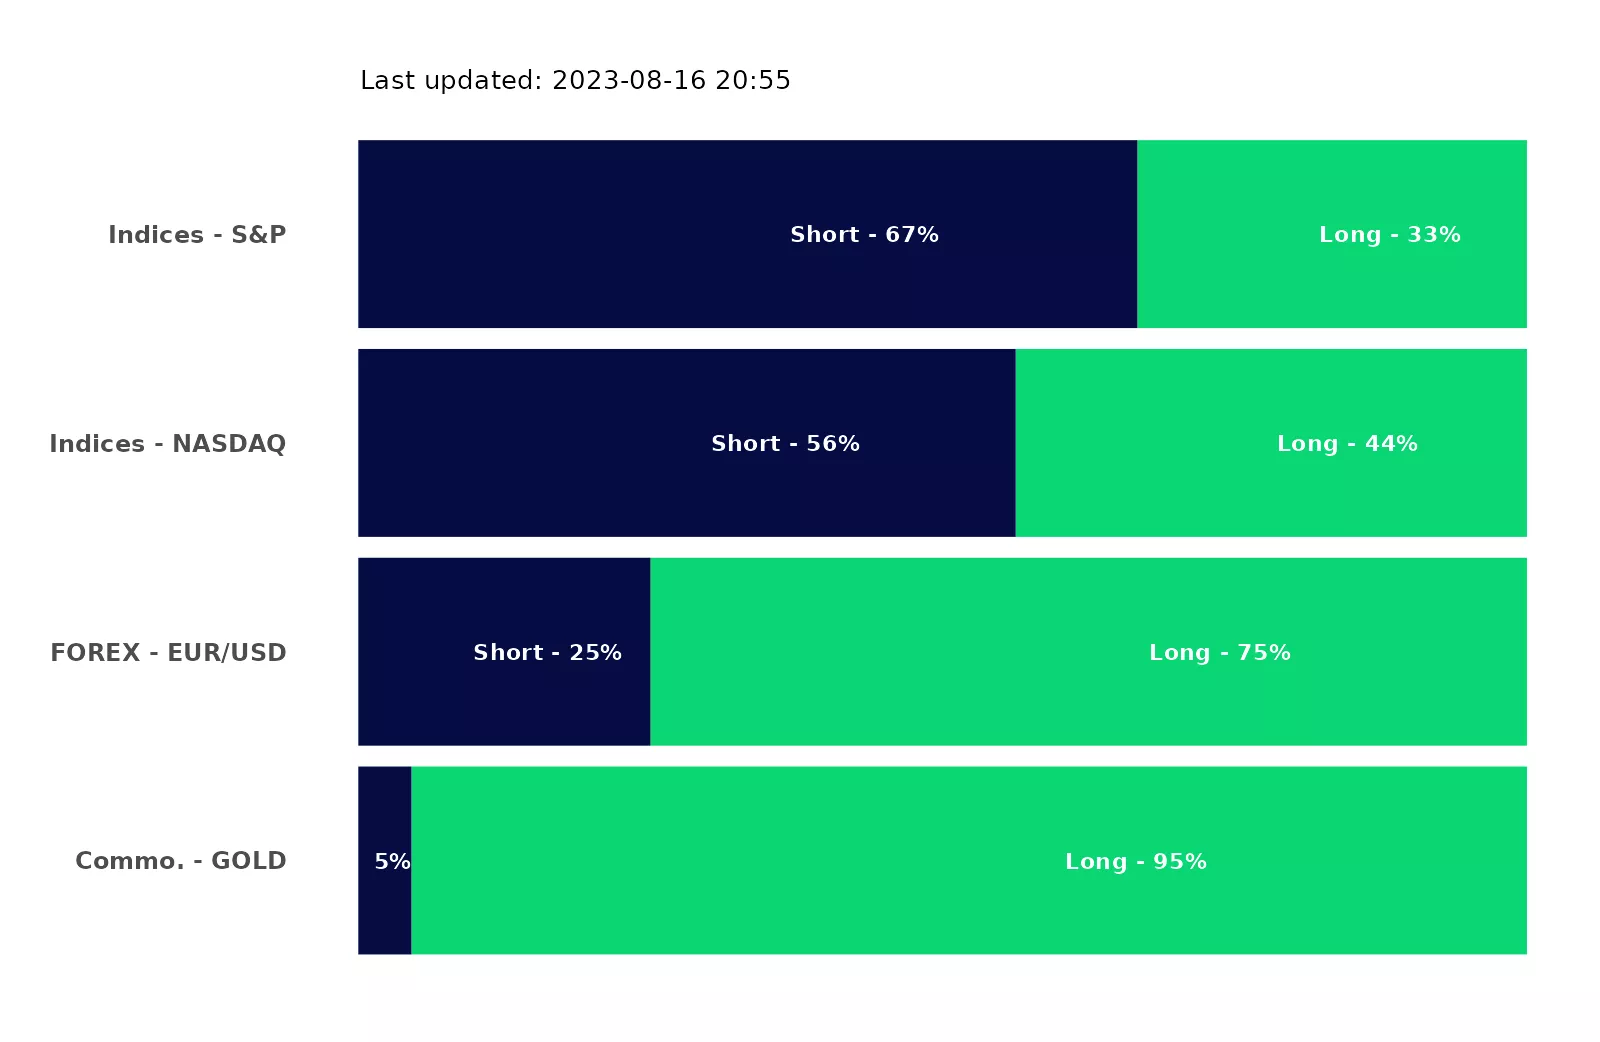 Last updated: 2023-08-16 20:55
Indices - S&P Short - 67% Long - 33%
Indices - NASDAQ Short - 56% Long - 44%
FOREX - EUR/USD Short - 25% Long - 75%
Commo. - GOLD 5% Long - 95%